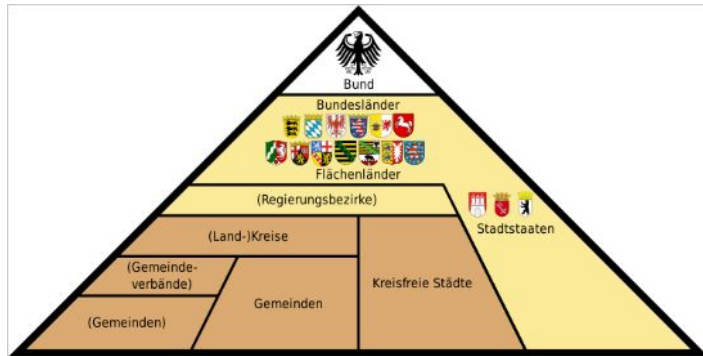 Bund
Bundesländer
Flächenländer
(Regierungsbezirke)
Stadtstaaten
(Land-)Kreise
(Gemeinde-
verbände)
Gemeinden
Kreisfreie Städte
(Gemeinden)